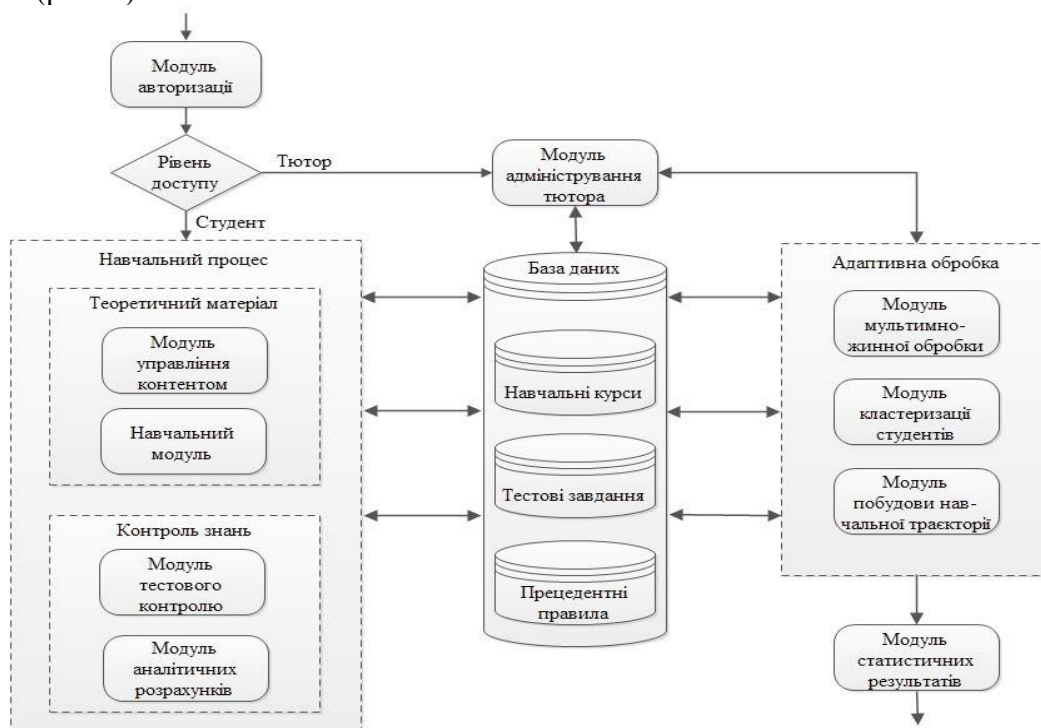 Модуль
авторизації
Рівень
доступу
Тютор
Студент
Модуль
адміністрування
тютора
Навчальний процес
Теоретичний матеріал
Модуль
управління
контентом
Навчальний
модуль
Контроль знань
Модуль
тестового
контролю
Модуль
аналітичних
розрахунків
База даних
Навчальні курси
Тестові завдання
Прецедентні
правила
Адаптивна обробка
Модуль
мультимно-
жинної обробки
Модуль
кластеризації
студентів
Модуль
побудови нав-
чальної траєкторії
Модуль
статистичних
результатів